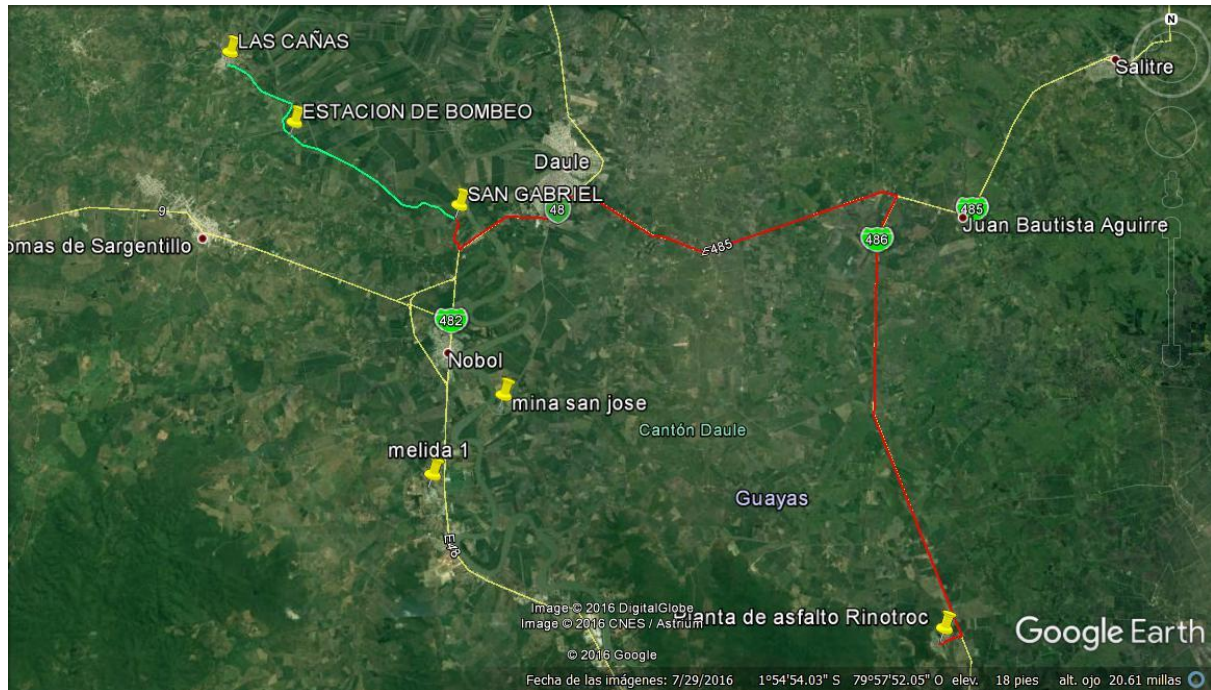 N
LAS CAÑAS
Salitre
ESTACION DE BOMBEO
Daule
SAN GABRIEL
9
48
485
Juan Bautista Aguirre
omas de Sargentillo
E485
486
482
Nobol
mina san jose
Cantón Daule
melida 1
Guayas
E48
Image © 2016 DigitalGlobe
Image © 2016 CNES / Astrium
Planta de asfalto Rinotroc
© 2016 Google
Google Earth
Fecha de las imágenes: 7/29/2016 1°54'54.03" S 79°57'52.05" O elev. 18 pies alt. ojo 20.61 millas